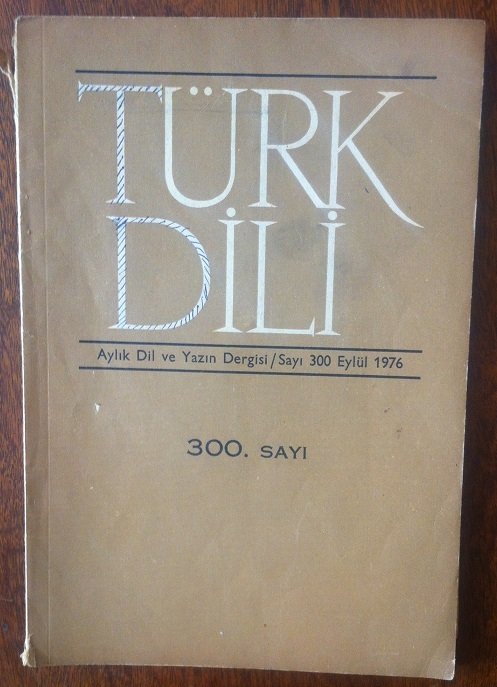 TÜRK
DİLİ
Aylık Dil ve Yazın Dergisi/Sayı 300 Eylül 1976
300. SAYI